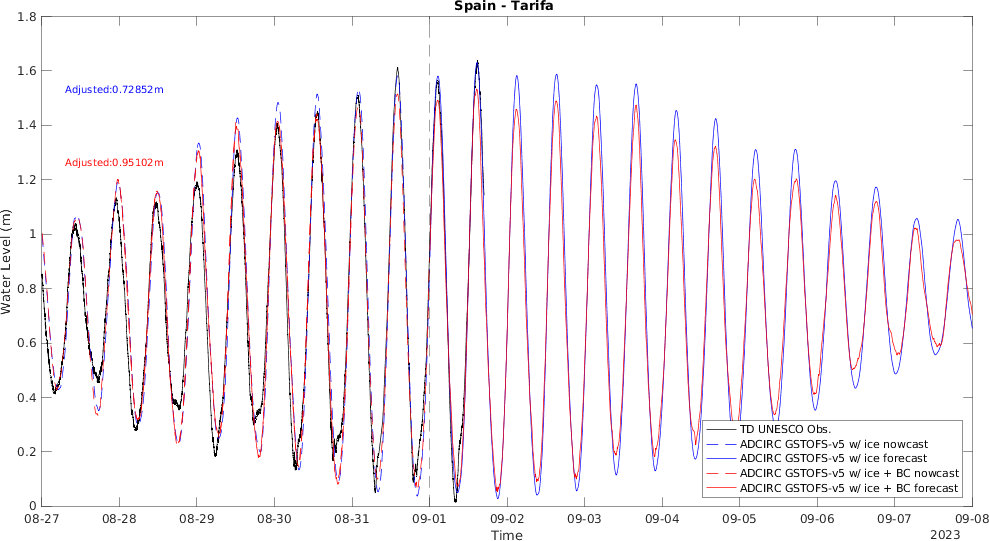 Spain - Tarifa
1.8
1.6
1.4
1.2
1
0.8
0.6
0.4
0.2
0
Water Level (m)
Adjusted:0.72852m
Adjusted:0.95102m
TD UNESCO Obs.
ADCIRC GSTOFS-v5 w/ ice nowcast
ADCIRC GSTOFS-v5 w/ ice forecast
ADCIRC GSTOFS-v5 w/ ice + BC nowcast
ADCIRC GSTOFS-v5 w/ ice + BC forecast
08-27 08-28 08-29 08-30 08-31 09-01 09-02 09-03 09-04 09-05 09-06 09-07 09-08
Time
2023